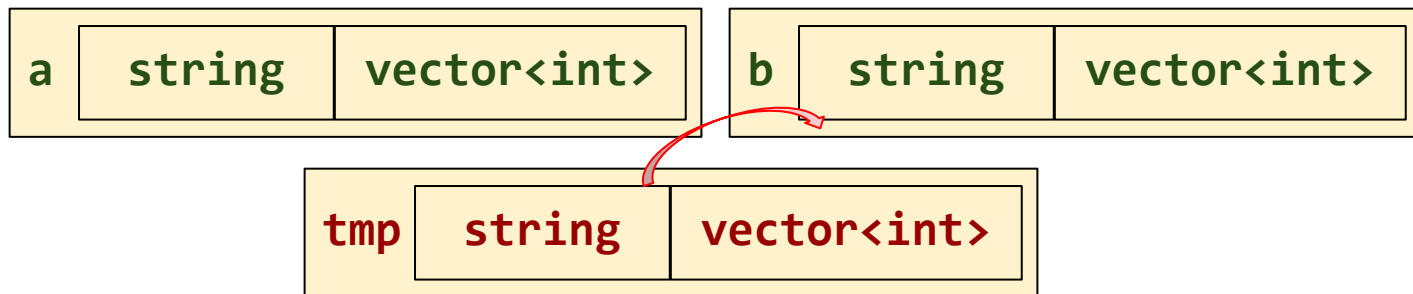 a string vector<int> b string vector<int>
tmp string vector<int>